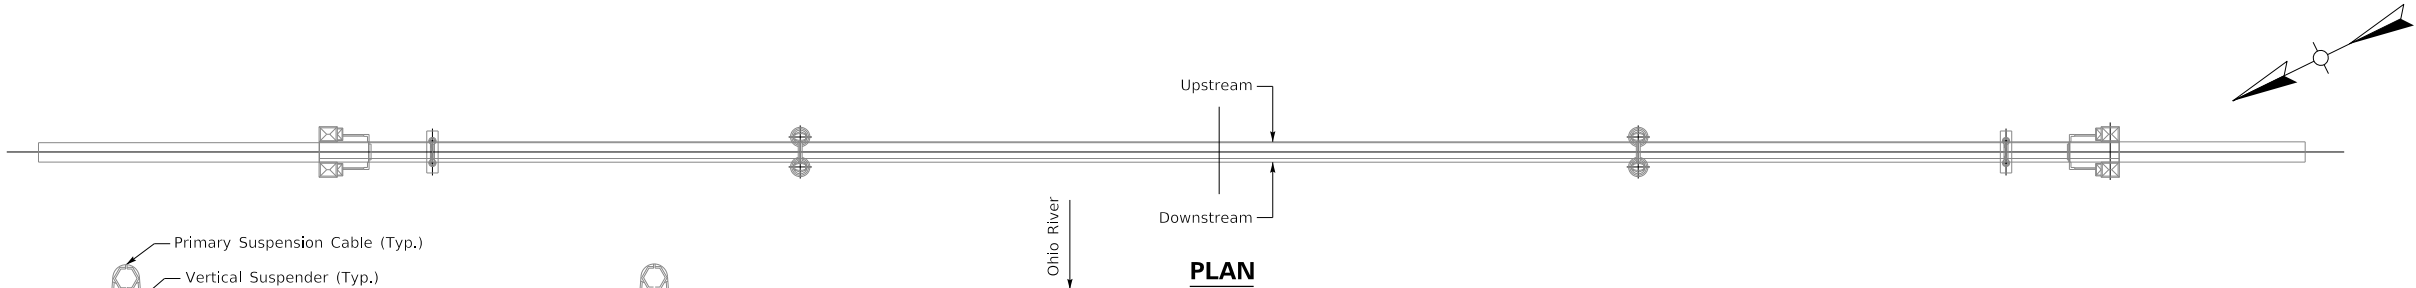 Upstream
Downstream
Ohio River
PLAN
Primary Suspension Cable (Typ.)
Vertical Suspender (Typ.)